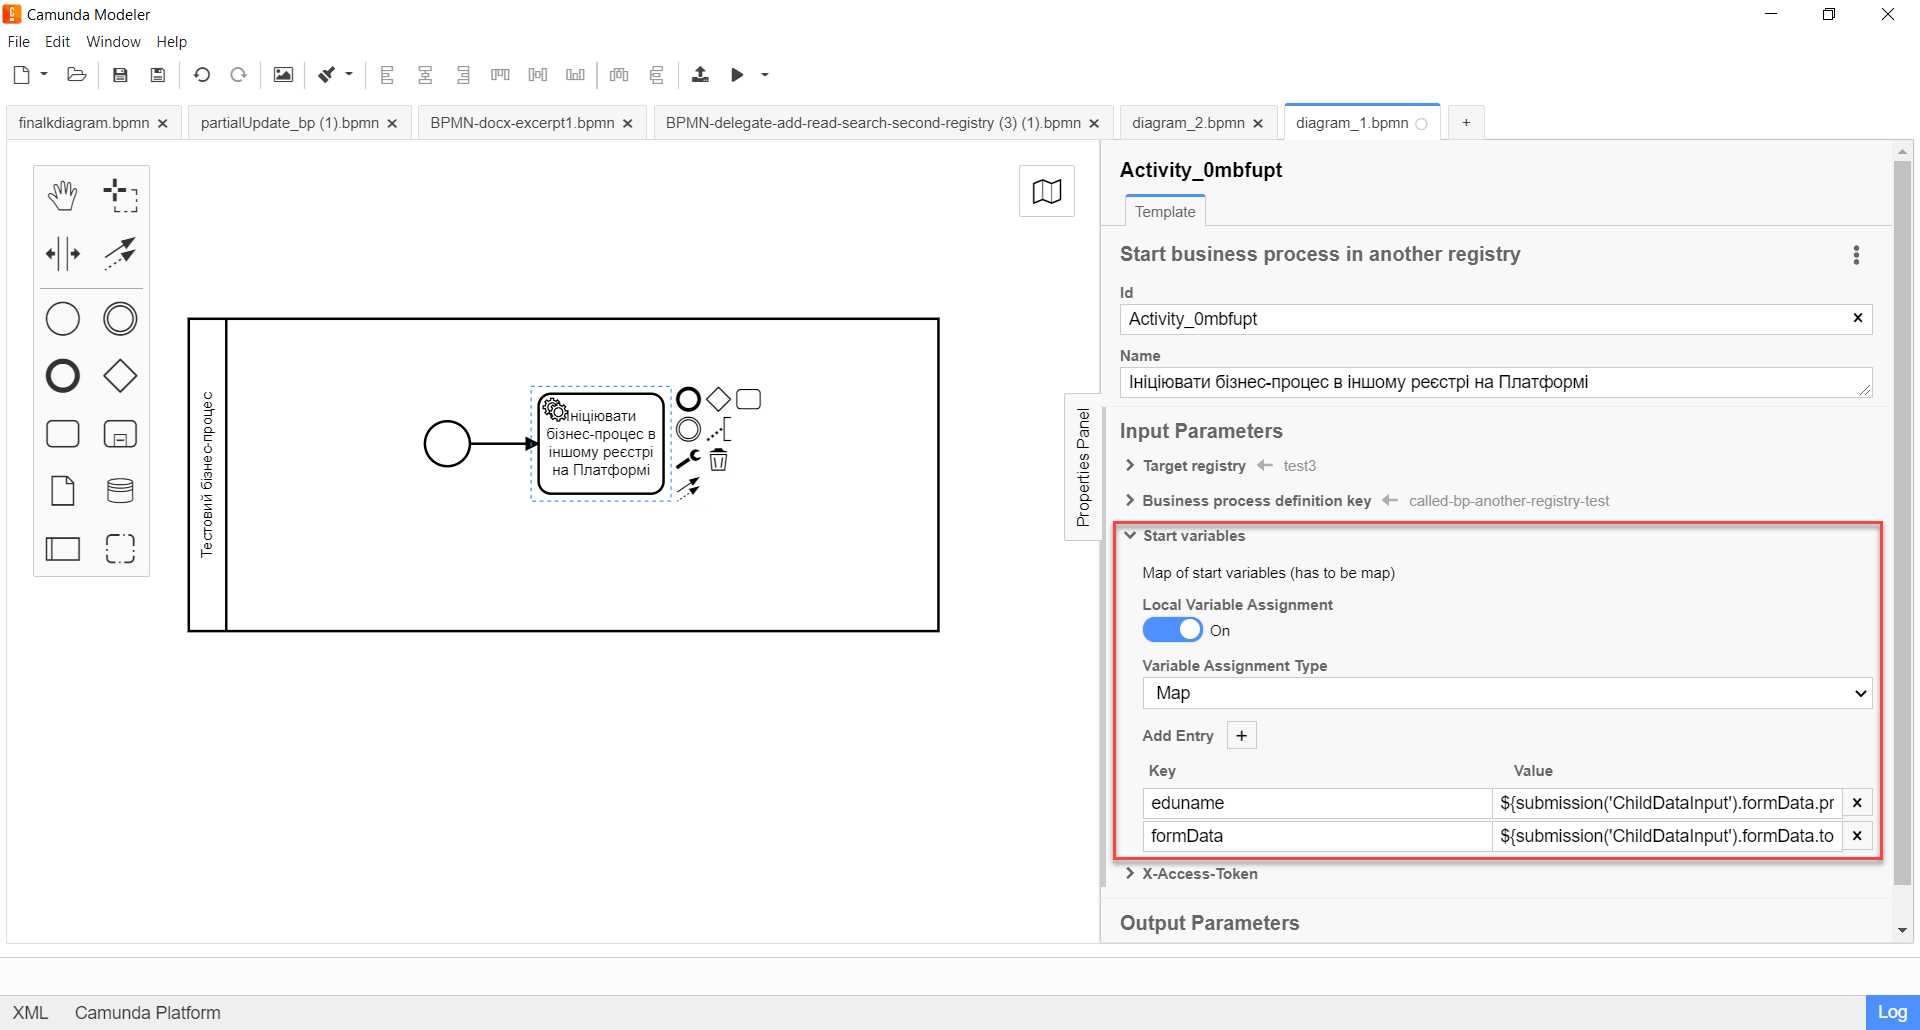 Camunda Modeler
File Edit Window Help
finalkdiagram.bpmn
partialUpdate_bp (1).bpmn
BPMN-docx-excerpt1.bpmn
BPMN-delegate-add-read-search-second-registry (3) (1).bpmn
diagram_2.bpmn
diagram_1.bpmn
Тестовий бізнес-процес
Ініціювати
бізнес-процес в
іншому реєстрі
на Платформі
Properties Panel
Activity_0mbfupt
Template
Start business process in another registry
Id
Activity_0mbfupt
Name
Ініціювати бізнес-процес в іншому реєстрі на Платформі
Input Parameters
Target registry ← test3
Business process definition key ← called-bp-another-registry-test
Start variables
Map of start variables (has to be map)
Local Variable Assignment
On
Variable Assignment Type
Map
Add Entry +
Key Value
eduname ${submission('ChildDataInput').formData.pr
formData ${submission('ChildDataInput').formData.to
X-Access-Token
Output Parameters
XML Camunda Platform Log